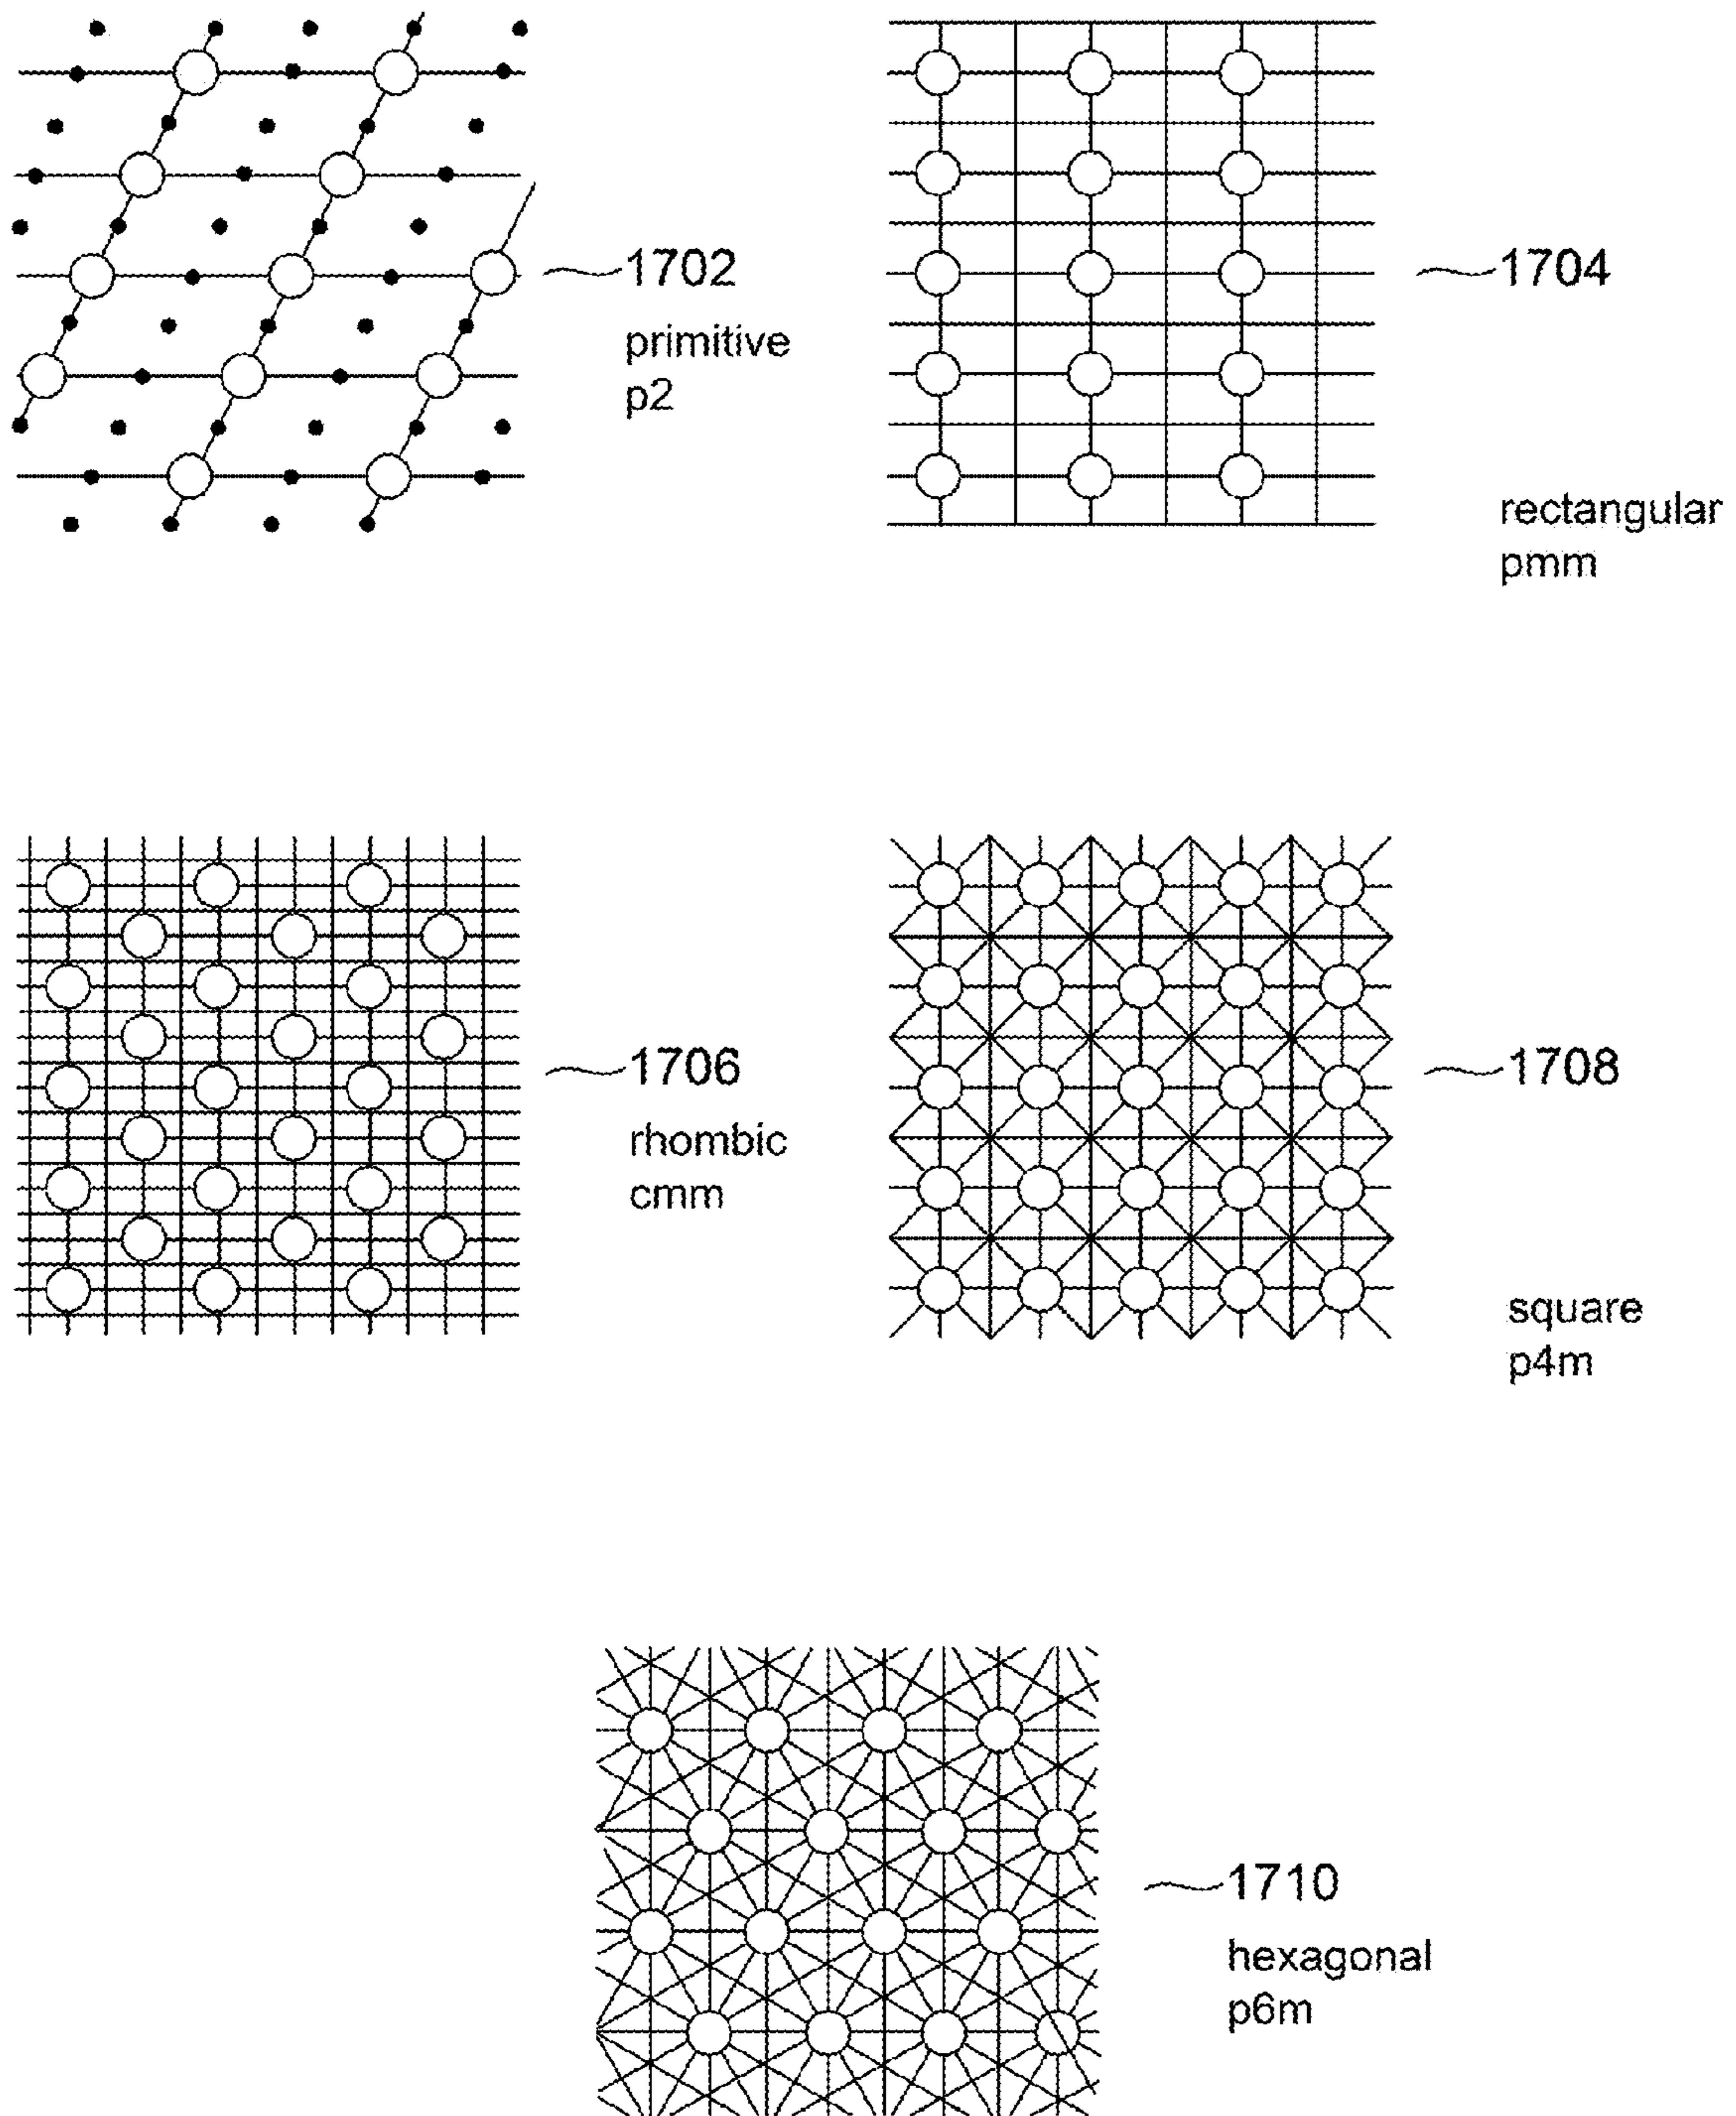 1702
primitive
p2
1704
rectangular
pmm
1706
rhombic
cmm
1708
square
p4m
1710
hexagonal
p6m